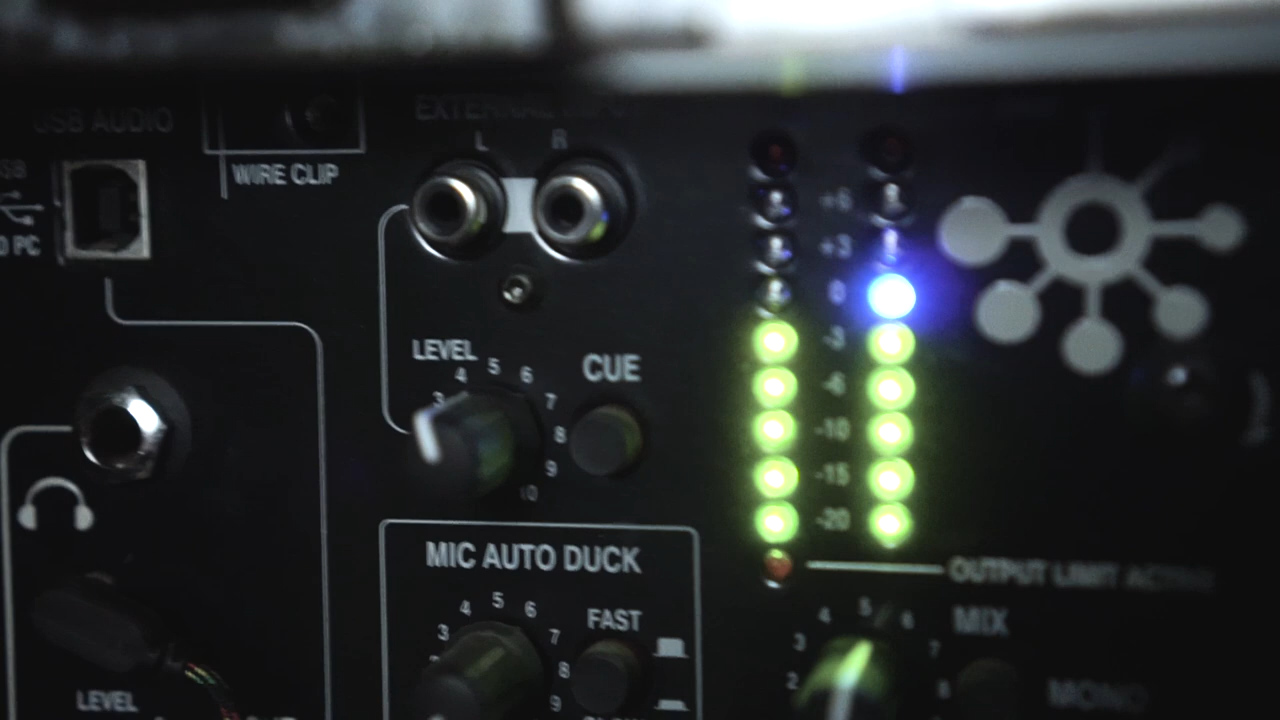 USB AUDIO
USB
WIRE CLIP
EXTERNAL
L R
+6
+3
0
-3
-6
-10
-15
-20
LEVEL
3 4 5 6 7 8 9 10
CUE
MIC AUTO DUCK
3 4 5 6 7 8 9
FAST
OUTPUT LIMIT ACTIVE
2 3 4 5 6 7 8
MIX
MONO
LEVEL